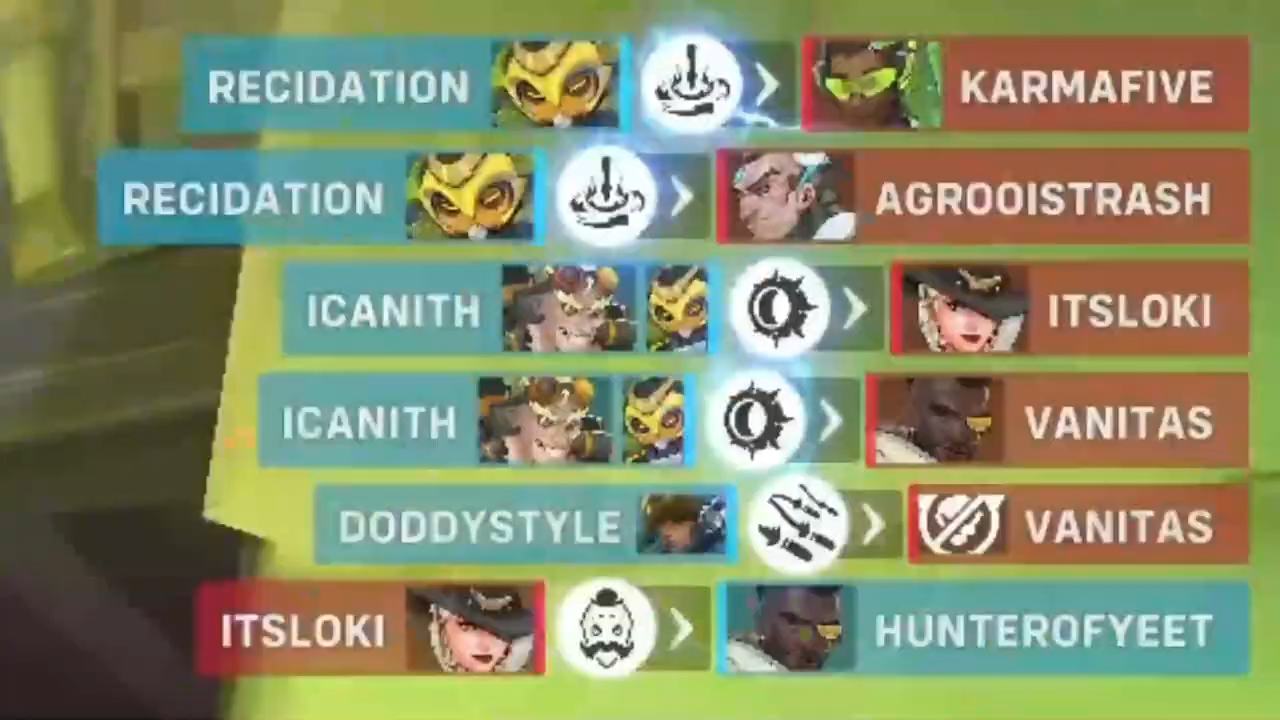 RECIDATION KARMAFIVE
RECIDATION AGROOISTRASH
ICANITH ITSLOKI
ICANITH VANITAS
DODDYSTYLE VANITAS
ITSLOKI HUNTEROFYEET